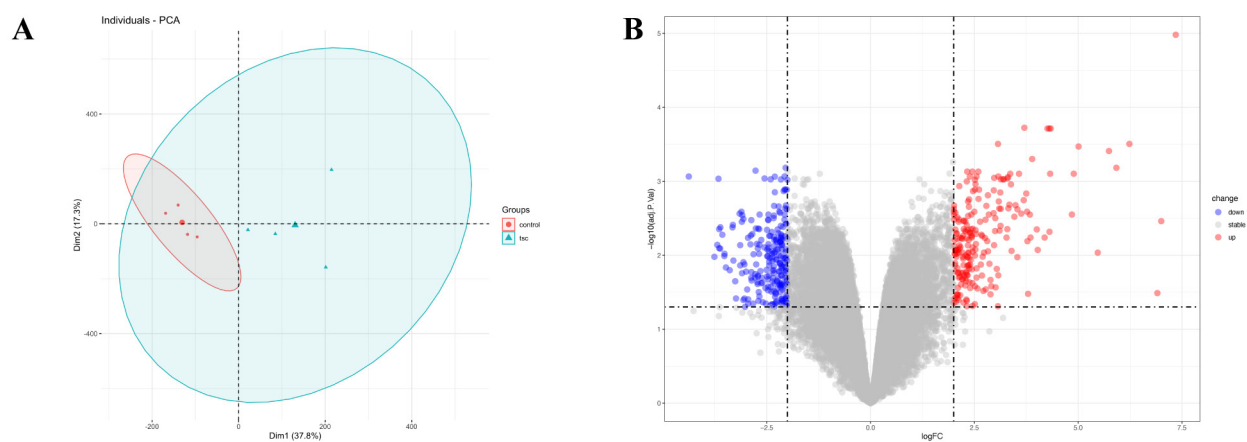 A
Individuals - PCA
400
0
-400
Dim2 (17.3%)
-200
0
200
400
Dim1 (37.8%)
Groups
control
tsc
B
5
4
3
2
1
0
-log10(adj.P.Val)
-2.5
0.0
2.5
5.0
7.5
logFC
change
down
stable
up